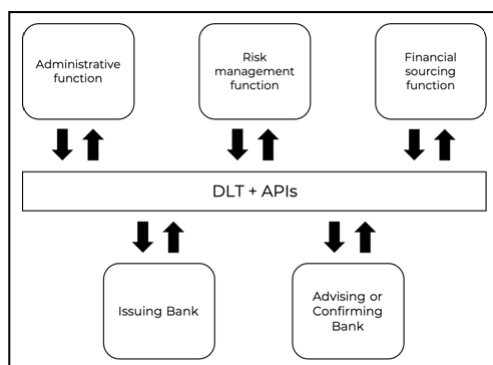 Administrative
function
Risk
management
function
Financial
sourcing
function
DLT + APIs
Issuing Bank
Advising or
Confirming
Bank